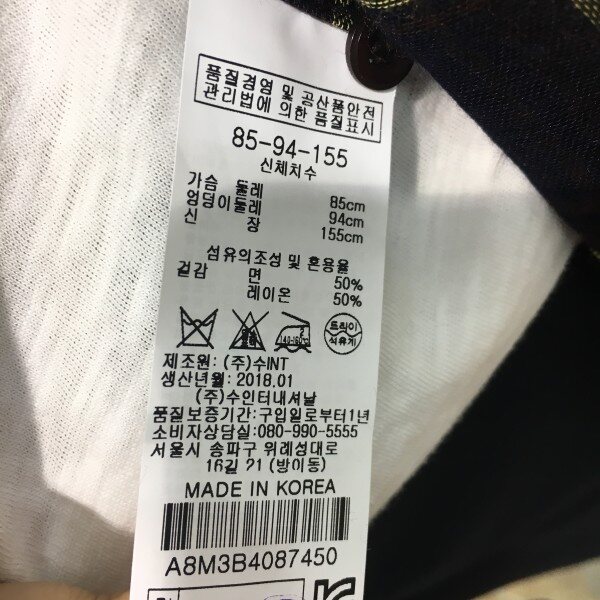 품질경영 및 공산품안전
관리법에 의한 품질표시
85-94-155
신체치수
가슴 둘레 85cm
엉덩이둘레 94cm
신 장 155cm
섬유의조성 및 혼용율
겉감 면 50%
레이온 50%
140-160℃
드라이
석유계
제조원: (주)수INT
생산년월: 2018.01
(주)수인터내셔날
품질보증기간: 구입일로부터1년
소비자상담실: 080-990-5555
서울시 송파구 위례성대로
16길 21 (방이동)
MADE IN KOREA
A8M3B4087450